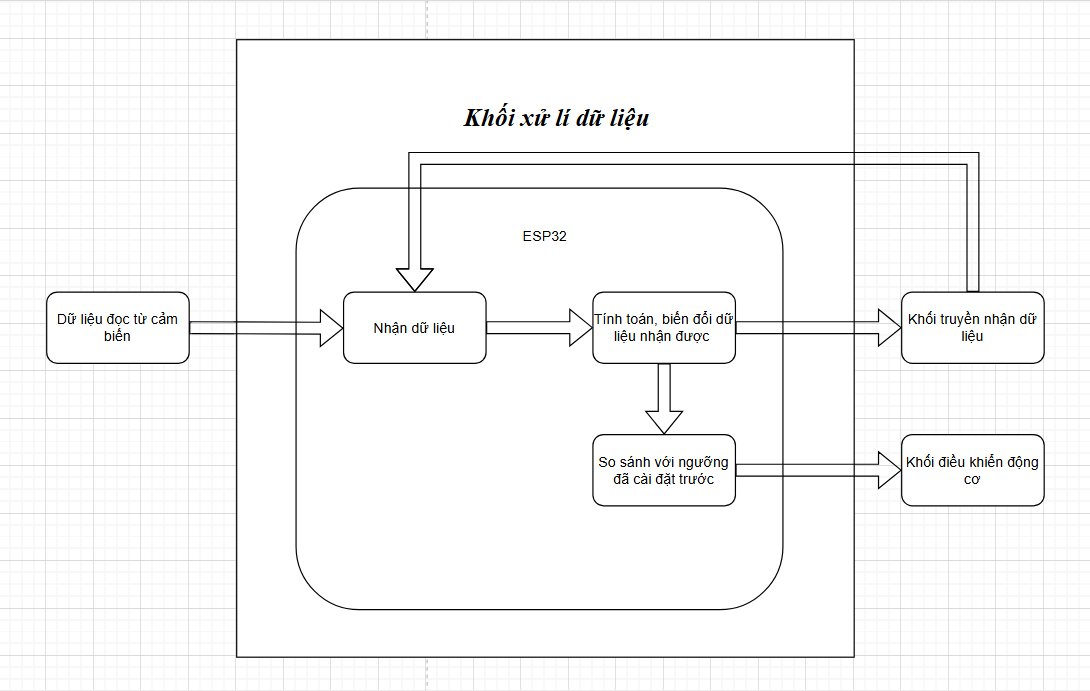 Khối xử lí dữ liệu
ESP32
Dữ liệu đọc từ cảm
biến
Nhận dữ liệu
Tính toán, biến đổi dữ
liệu nhận được
Khối truyền nhận dữ
liệu
So sánh với ngưỡng
đã cài đặt trước
Khối điều khiển động
cơ